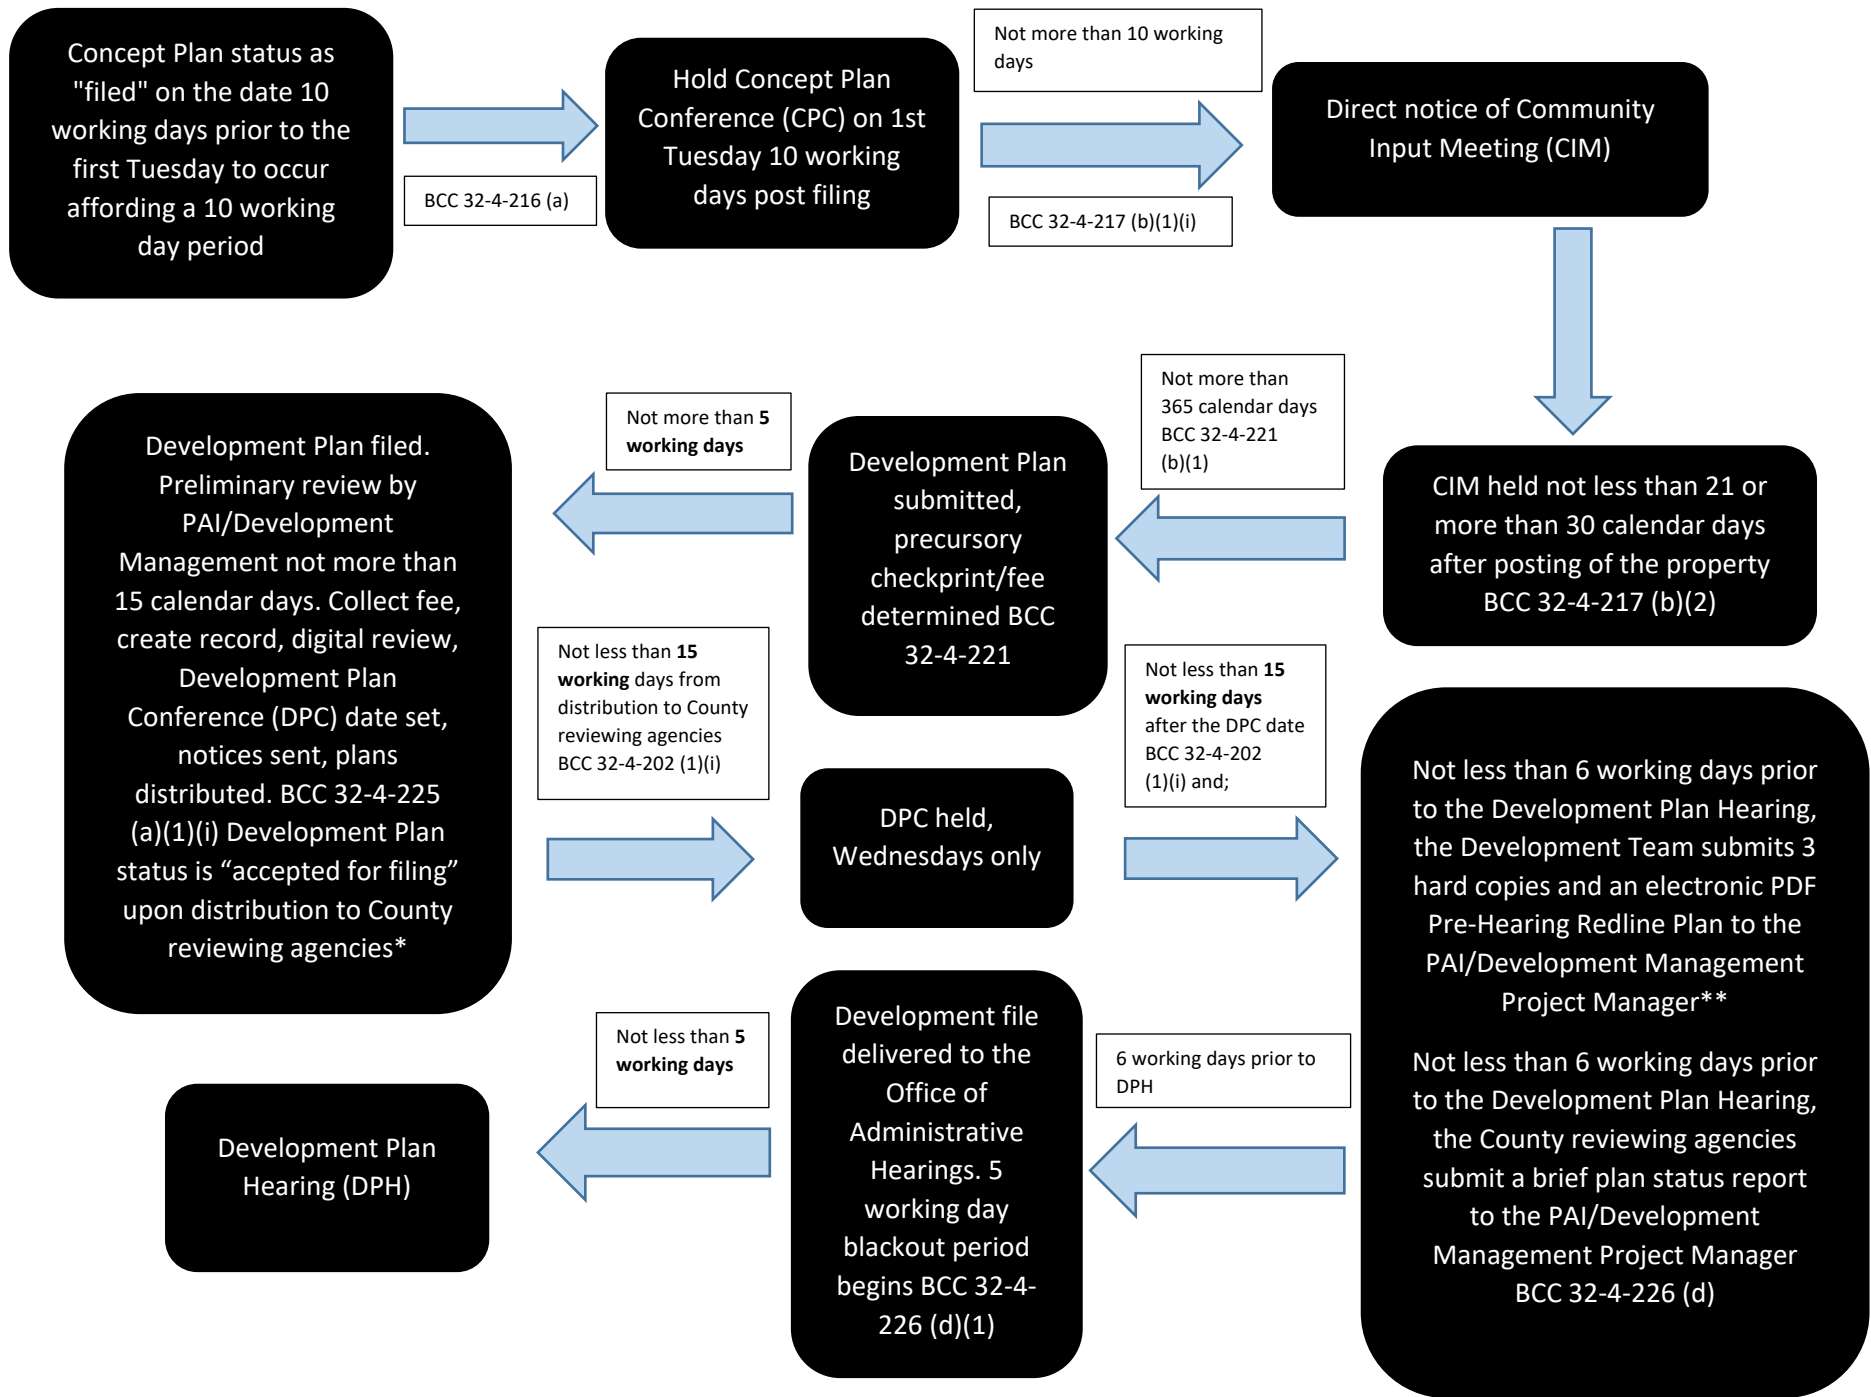 Concept Plan status as
"filed" on the date 10
working days prior to the
first Tuesday to occur
affording a 10 working
day period
BCC 32-4-216 (a)
Hold Concept Plan
Conference (CPC) on 1st
Tuesday 10 working
days post filing
Not more than 10 working
days
BCC 32-4-217 (b)(1)(i)
Direct notice of Community
Input Meeting (CIM)
CIM held not less than 21 or
more than 30 calendar days
after posting of the property
BCC 32-4-217 (b)(2)
Not more than
365 calendar days
BCC 32-4-221
(b)(1)
Development Plan
submitted,
precursory
checkprint/fee
determined BCC
32-4-221
Not more than 5
working days
Development Plan filed.
Preliminary review by
PAI/Development
Management not more than
15 calendar days. Collect fee,
create record, digital review,
Development Plan
Conference (DPC) date set,
notices sent, plans
distributed. BCC 32-4-225
(a)(1)(i) Development Plan
status is “accepted for filing”
upon distribution to County
reviewing agencies*
Not less than 15
working days from
distribution to County
reviewing agencies
BCC 32-4-202 (1)(i)
DPC held,
Wednesdays only
Not less than 15
working days
after the DPC date
BCC 32-4-202
(1)(i) and;
Not less than 6 working days prior
to the Development Plan Hearing,
the Development Team submits 3
hard copies and an electronic PDF
Pre-Hearing Redline Plan to the
PAI/Development Management
Project Manager**
Not less than 6 working days prior
to the Development Plan Hearing,
the County reviewing agencies
submit a brief plan status report
to the PAI/Development
Management Project Manager
BCC 32-4-226 (d)
6 working days prior to
DPH
Development file
delivered to the
Office of
Administrative
Hearings. 5
working day
blackout period
begins BCC 32-4-
226 (d)(1)
Not less than 5
working days
Development Plan
Hearing (DPH)